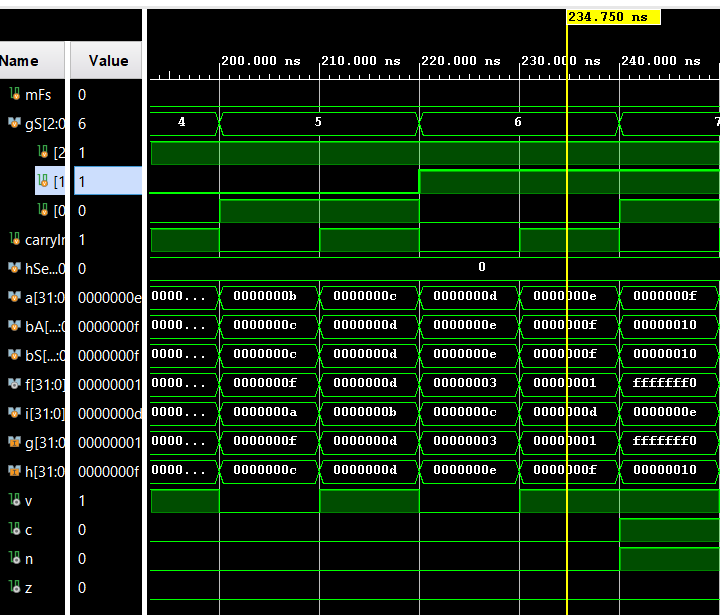 234.750 ns
Name Value 200.000 ns 210.000 ns 220.000 ns 230.000 ns 240.000 ns
mFs 0
gS[2:0 6 4 5 6 7
[2 1
[1 1
[0 0
carryIr 1
hSe...0 0 0
a[31:0] 0000000e 0000... 0000000b 0000000c 0000000d 0000000e 0000000f
bA[...:0 0000000f 0000... 0000000c 0000000d 0000000e 0000000f 00000010
bS[...:0 0000000f 0000... 0000000c 0000000d 0000000e 0000000f 00000010
f[31:0] 00000001 0000... 0000000f 0000000d 00000003 00000001 fffffff0
i[31:0] 0000000d 0000... 0000000a 0000000b 0000000c 0000000d 0000000e
g[31:0 00000001 0000... 0000000f 0000000d 00000003 00000001 fffffff0
h[31:0 0000000f 0000... 0000000c 0000000d 0000000e 0000000f 00000010
v 1
c 0
n 0
z 0